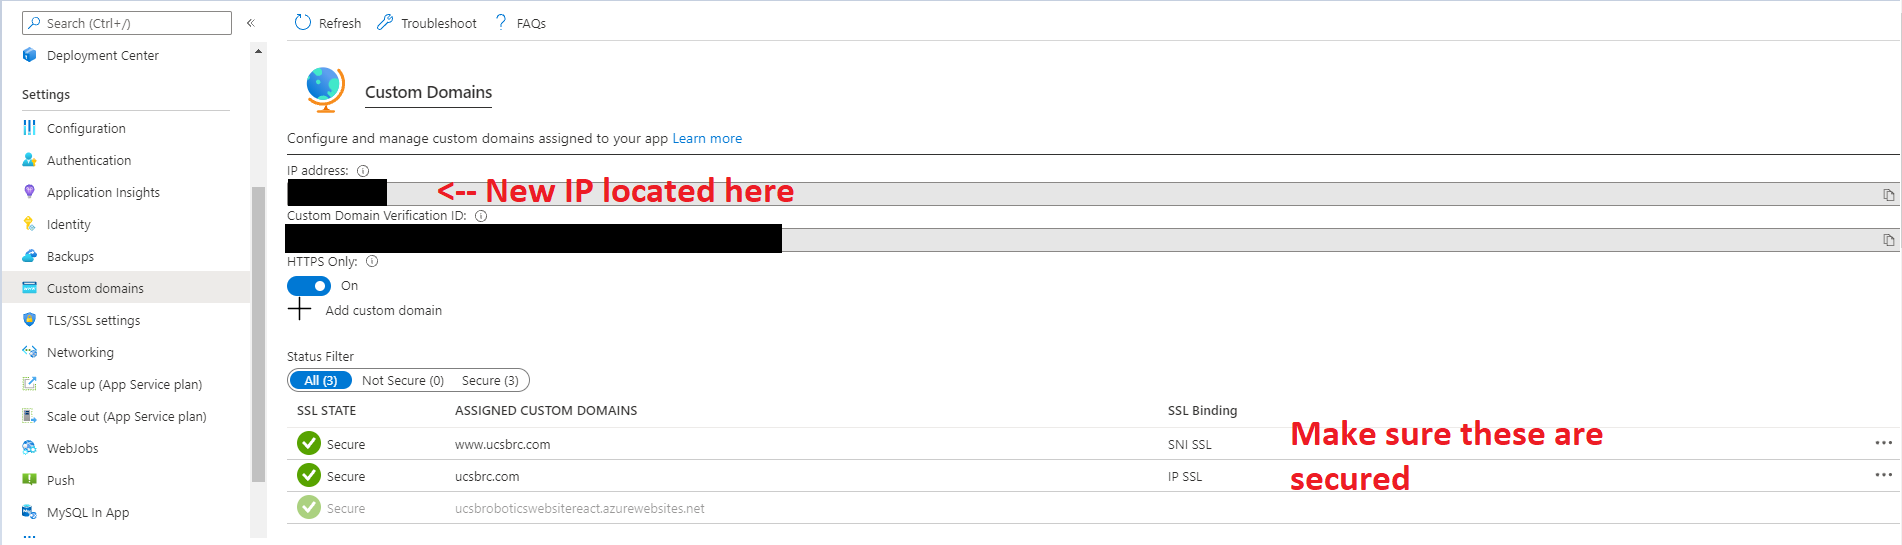 Search (Ctrl+/)
«
Refresh
Troubleshoot
? FAQs
Deployment Center
Settings
Configuration
Authentication
Application Insights
Identity
Backups
Custom domains
TLS/SSL settings
Networking
Scale up (App Service plan)
Scale out (App Service plan)
WebJobs
Push
MySQL In App
Custom Domains
Configure and manage custom domains assigned to your app Learn more
IP address:
<-- New IP located here
Custom Domain Verification ID:
HTTPS Only:
On
Add custom domain
Status Filter
All (3) Not Secure (0) Secure (3)
SSL STATE ASSIGNED CUSTOM DOMAINS SSL Binding
Secure www.ucsbrc.com SNI SSL
Secure ucsbrc.com IP SSL
Secure ucsbroboticswebsitereact.azurewebsites.net
Make sure these are
secured